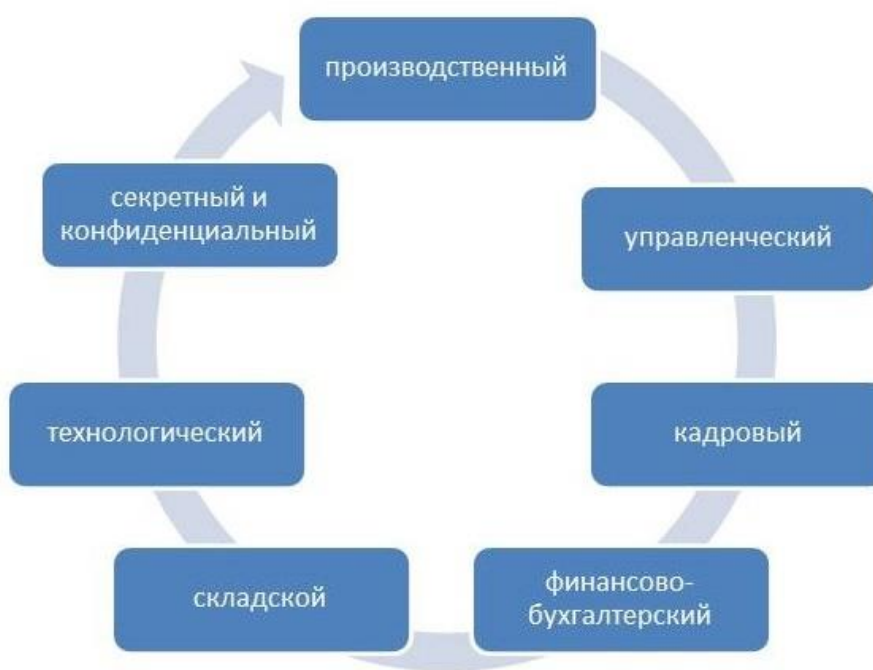 производственный
управленческий
кадровый
финансово-
бухгалтерский
складской
технологический
секретный и
конфиденциальный